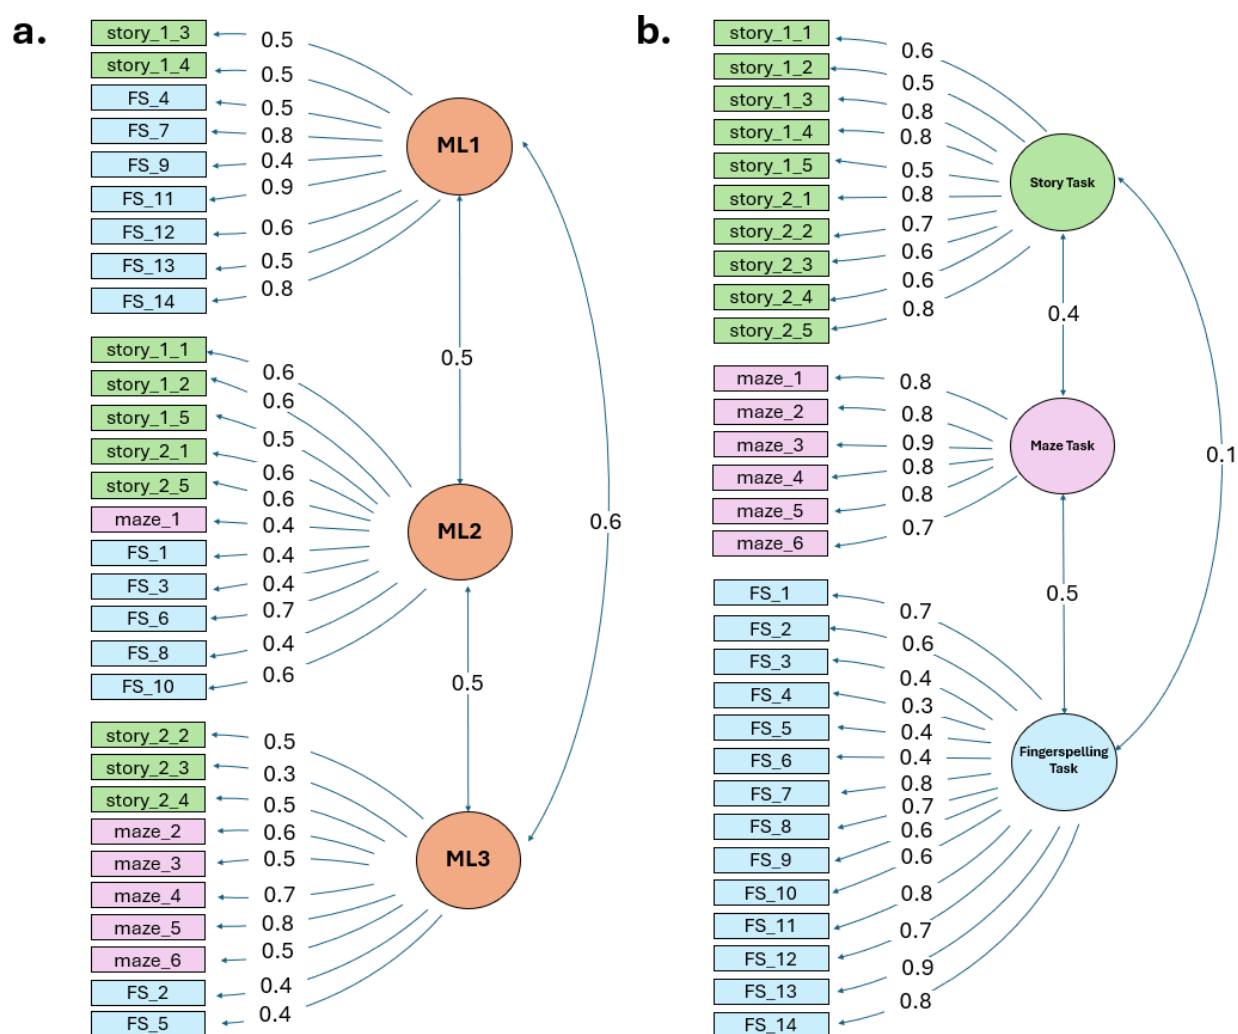 a.
story_1_3
0.5
story_1_4
0.5
FS_4
0.5
FS_7
0.8
FS_9
0.4
FS_11
0.9
FS_12
0.6
FS_13
0.5
FS_14
0.8
ML1
story_1_1
0.6
story_1_2
0.6
story_1_5
0.5
story_2_1
0.6
story_2_5
0.6
maze_1
0.4
FS_1
0.4
FS_3
0.4
FS_6
0.7
FS_8
0.4
FS_10
0.6
ML2
story_2_2
0.5
story_2_3
0.3
story_2_4
0.5
maze_2
0.6
maze_3
0.5
maze_4
0.7
maze_5
0.8
maze_6
0.5
FS_2
0.4
FS_5
0.4
ML3
0.5
0.5
0.6
b.
story_1_1
0.6
story_1_2
0.5
story_1_3
0.8
story_1_4
0.8
story_1_5
0.5
story_2_1
0.8
story_2_2
0.7
story_2_3
0.6
story_2_4
0.6
story_2_5
0.8
Story Task
maze_1
0.8
maze_2
0.8
maze_3
0.9
maze_4
0.8
maze_5
0.8
maze_6
0.7
Maze Task
FS_1
0.7
FS_2
0.6
FS_3
0.4
FS_4
0.3
FS_5
0.4
FS_6
0.4
FS_7
0.8
FS_8
0.7
FS_9
0.6
FS_10
0.6
FS_11
0.8
FS_12
0.7
FS_13
0.9
FS_14
0.8
Fingerspelling
Task
0.4
0.5
0.1